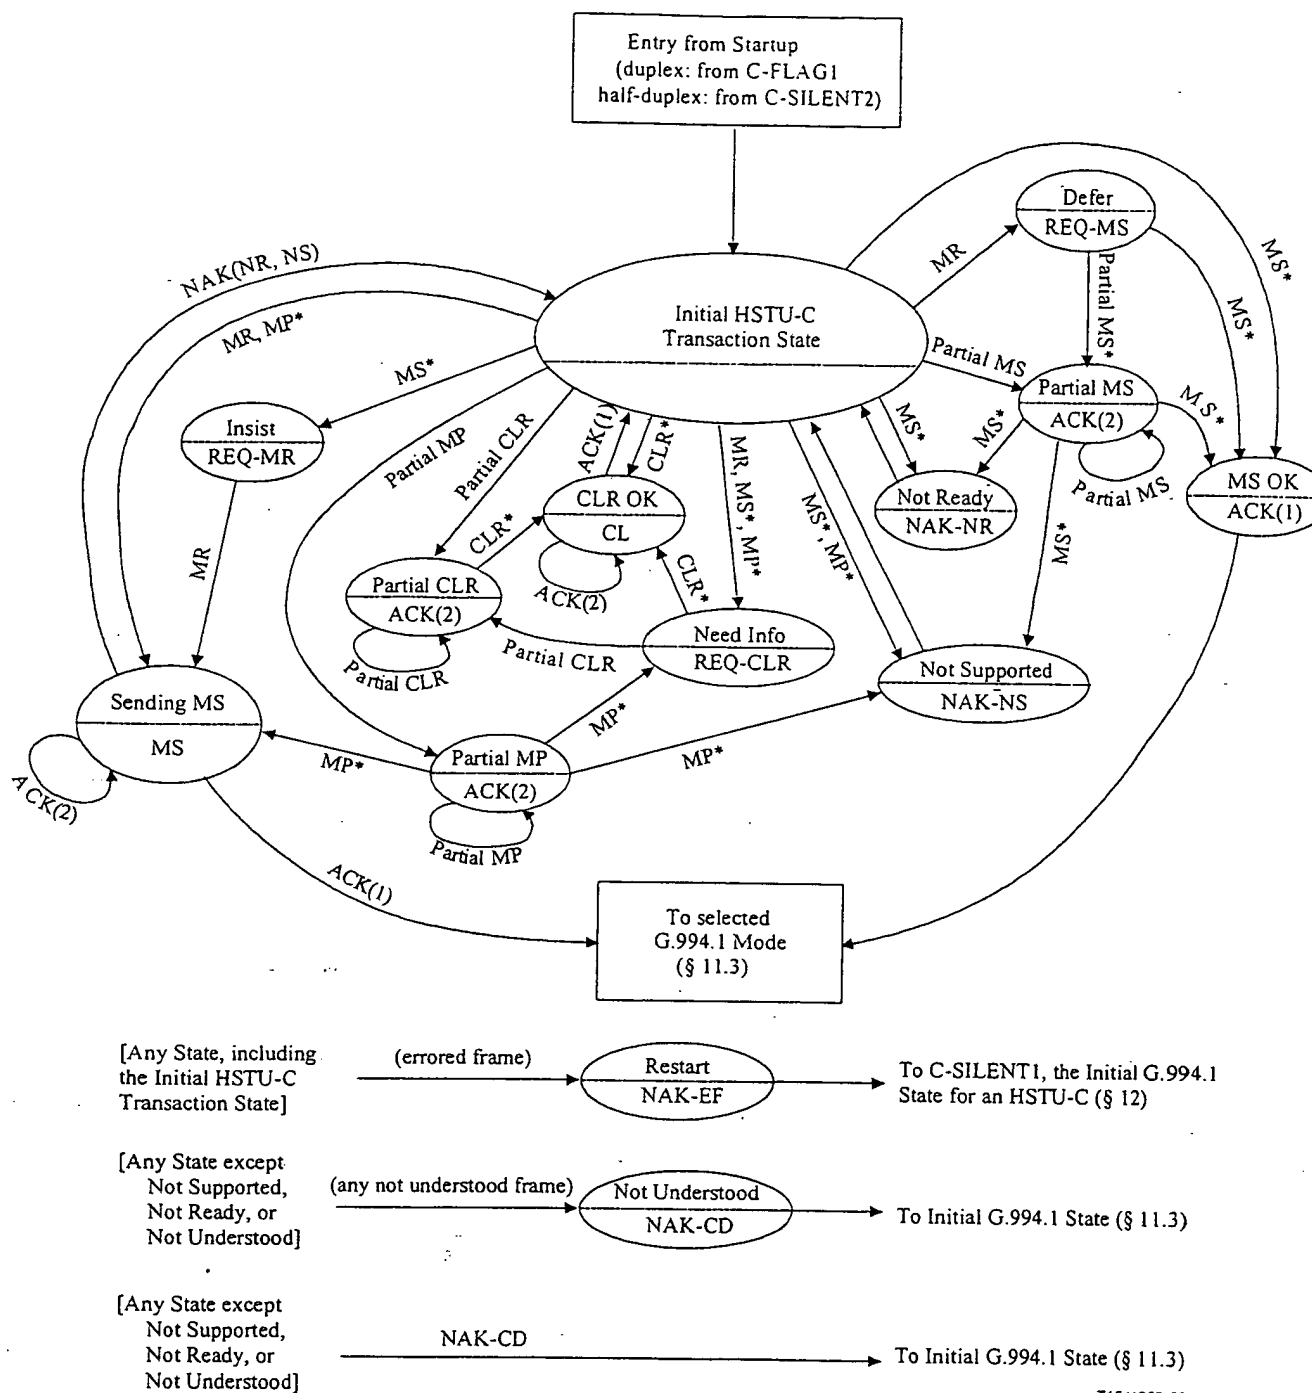 Entry from Startup
(duplex: from C-FLAG1
half-duplex: from C-SILENT2)
Defer
REQ-MS
MS*
NAK(NR, NS)
MR
Partial MS*
MS*
MR, MP*
Initial HSTU-C
Transaction State
Partial MS
MS*
Partial MS
ACK(2)
MS*
Insist
REQ-MR
Partial MP
Partial CLR
ACK(1)
CLR*
MR, MS*, MP*
MS*
MS*
Partial MS
MS OK
ACK(1)
CLR OK
CL
MS*, MP*
Not Ready
NAK-NR
MS*
MR
CLR*
ACK(2)
CLR*
Partial CLR
ACK(2)
Partial CLR
Partial CLR
Need Info
REQ-CLR
Not Supported
NAK-NS
Sending MS
MS
ACK(2)
MP*
Partial MP
ACK(2)
MP*
MP*
Partial MP
ACK(1)
To selected
G.994.1 Mode
(§ 11.3)
[Any State, including
the Initial HSTU-C
Transaction State]
(errored frame)
Restart
NAK-EF
To C-SILENT1, the Initial G.994.1
State for an HSTU-C (§ 12)
[Any State except
Not Supported,
Not Ready, or
Not Understood]
(any not understood frame)
Not Understood
NAK-CD
To Initial G.994.1 State (§ 11.3)
[Any State except
Not Supported,
Not Ready, or
Not Understood]
NAK-CD
To Initial G.994.1 State (§ 11.3)